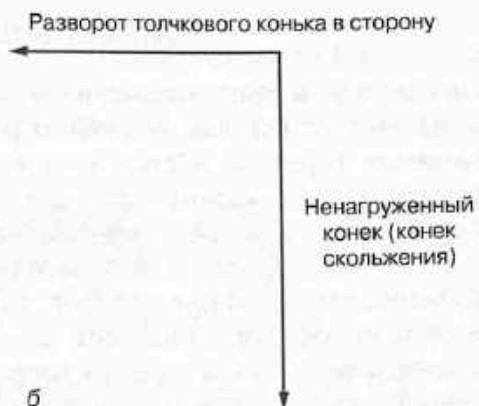 Разворот толчкового конька в сторону
Ненагруженный
конек (конек
скольжения)
б